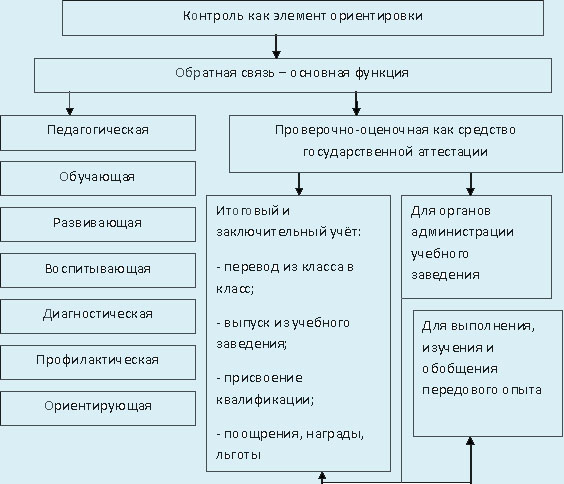 Контроль как элемент ориентировки
Обратная связь – основная функция
Педагогическая
Обучающая
Развивающая
Воспитывающая
Диагностическая
Профилактическая
Ориентирующая
Проверочно-оценочная как средство
государственной аттестации
Итоговый и
заключительный учёт:
- перевод из класса в
класс;
- выпуск из учебного
заведения;
- присвоение
квалификации;
- поощрения, награды,
льготы
Для органов
администрации
учебного
заведения
Для выполнения,
изучения и
обобщения
передового опыта